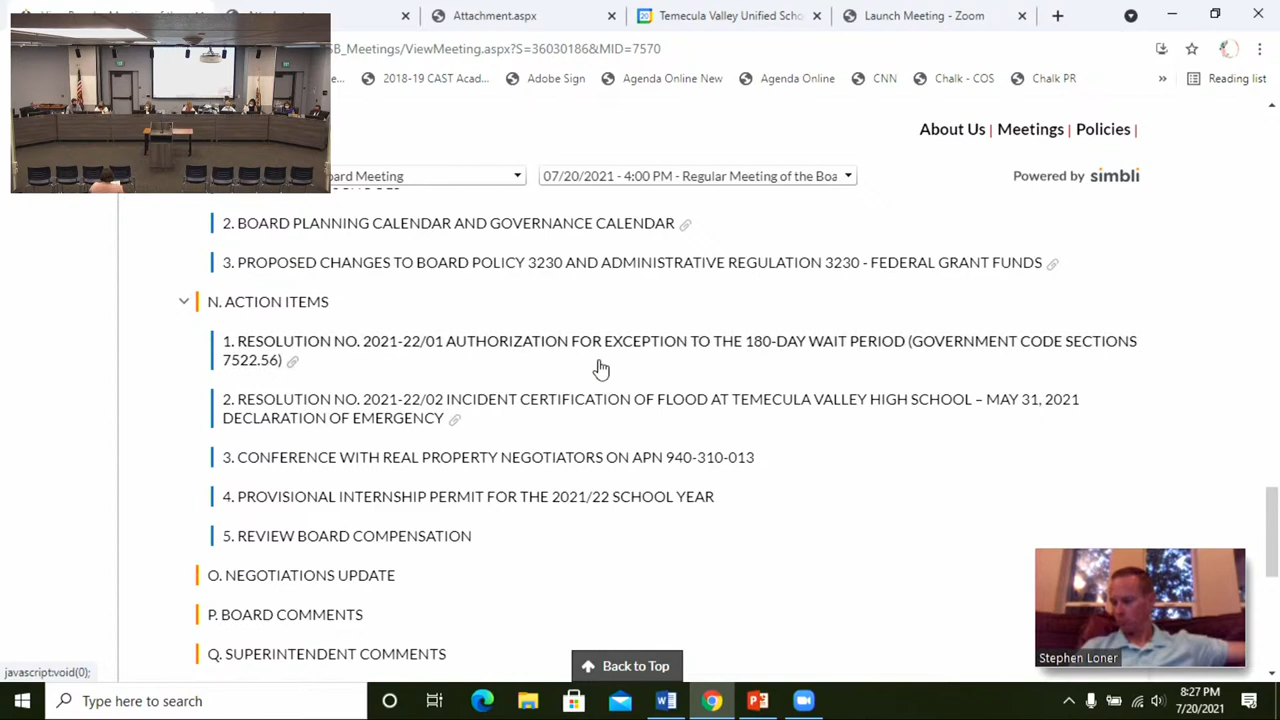 Attachment.aspx
Temecula Valley Unified Scho
Launch Meeting - Zoom
SB_Meetings/ViewMeeting.aspx?S=36030186&MID=7570
2018-19 CAST Acad...
Adobe Sign
Agenda Online New
Agenda Online
CNN
Chalk - COS
Chalk PR
»
Reading list
About Us | Meetings | Policies |
ard Meeting
07/20/2021 - 4:00 PM - Regular Meeting of the Boa
Powered by simbli
2. BOARD PLANNING CALENDAR AND GOVERNANCE CALENDAR
3. PROPOSED CHANGES TO BOARD POLICY 3230 AND ADMINISTRATIVE REGULATION 3230 - FEDERAL GRANT FUNDS
N. ACTION ITEMS
1. RESOLUTION NO. 2021-22/01 AUTHORIZATION FOR EXCEPTION TO THE 180-DAY WAIT PERIOD (GOVERNMENT CODE SECTIONS
7522.56)
2. RESOLUTION NO. 2021-22/02 INCIDENT CERTIFICATION OF FLOOD AT TEMECULA VALLEY HIGH SCHOOL – MAY 31, 2021
DECLARATION OF EMERGENCY
3. CONFERENCE WITH REAL PROPERTY NEGOTIATORS ON APN 940-310-013
4. PROVISIONAL INTERNSHIP PERMIT FOR THE 2021/22 SCHOOL YEAR
5. REVIEW BOARD COMPENSATION
O. NEGOTIATIONS UPDATE
P. BOARD COMMENTS
Q. SUPERINTENDENT COMMENTS
Back to Top
Stephen Loner
javascript:void(0);
Type here to search
8:27 PM
7/20/2021